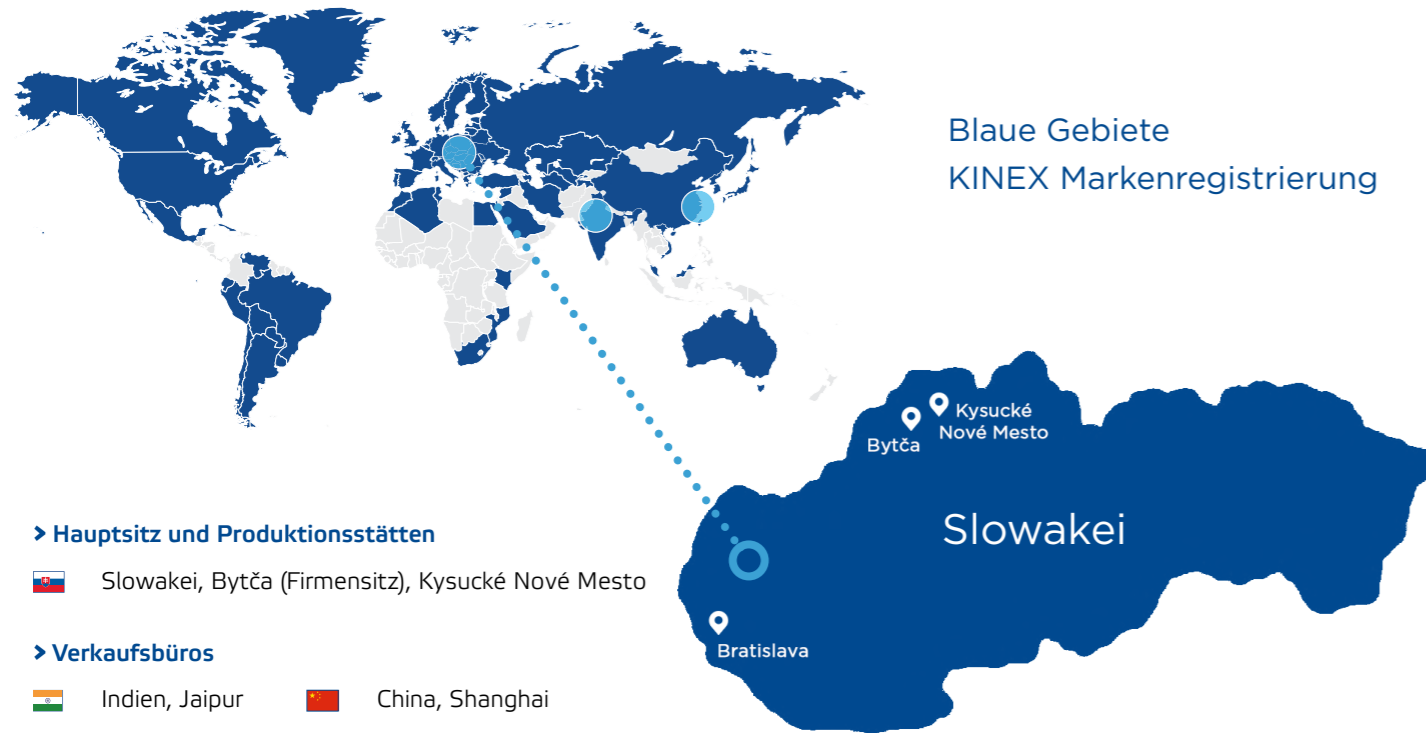 Blaue Gebiete
KINEX Markenregistrierung
Kysucké
Nové Mesto
Bytča
Slowakei
Bratislava
> Hauptsitz und Produktionsstätten
Slowakei, Bytča (Firmensitz), Kysucké Nové Mesto
> Verkaufsbüros
Indien, Jaipur
China, Shanghai